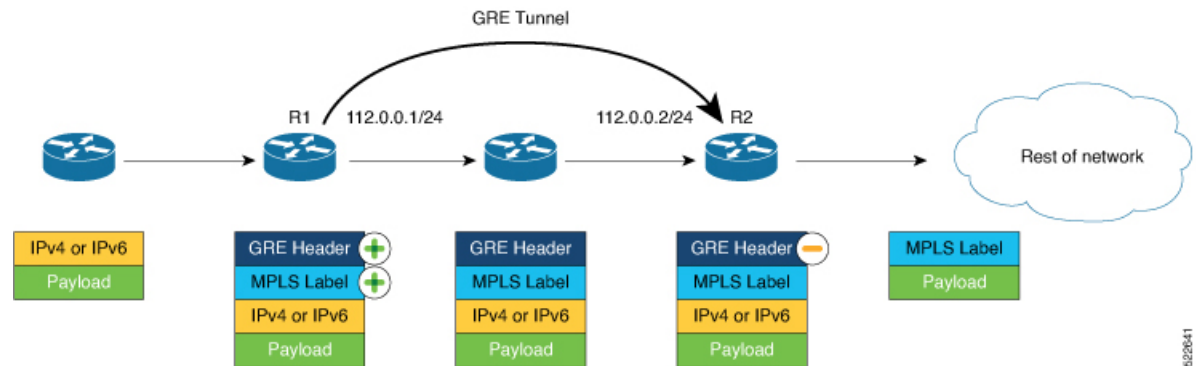 GRE Tunnel
R1 112.0.0.1/24 112.0.0.2/24 R2
Rest of network
IPv4 or IPv6
Payload
GRE Header
MPLS Label
IPv4 or IPv6
Payload
GRE Header
MPLS Label
IPv4 or IPv6
Payload
GRE Header
MPLS Label
IPv4 or IPv6
Payload
MPLS Label
Payload
522641